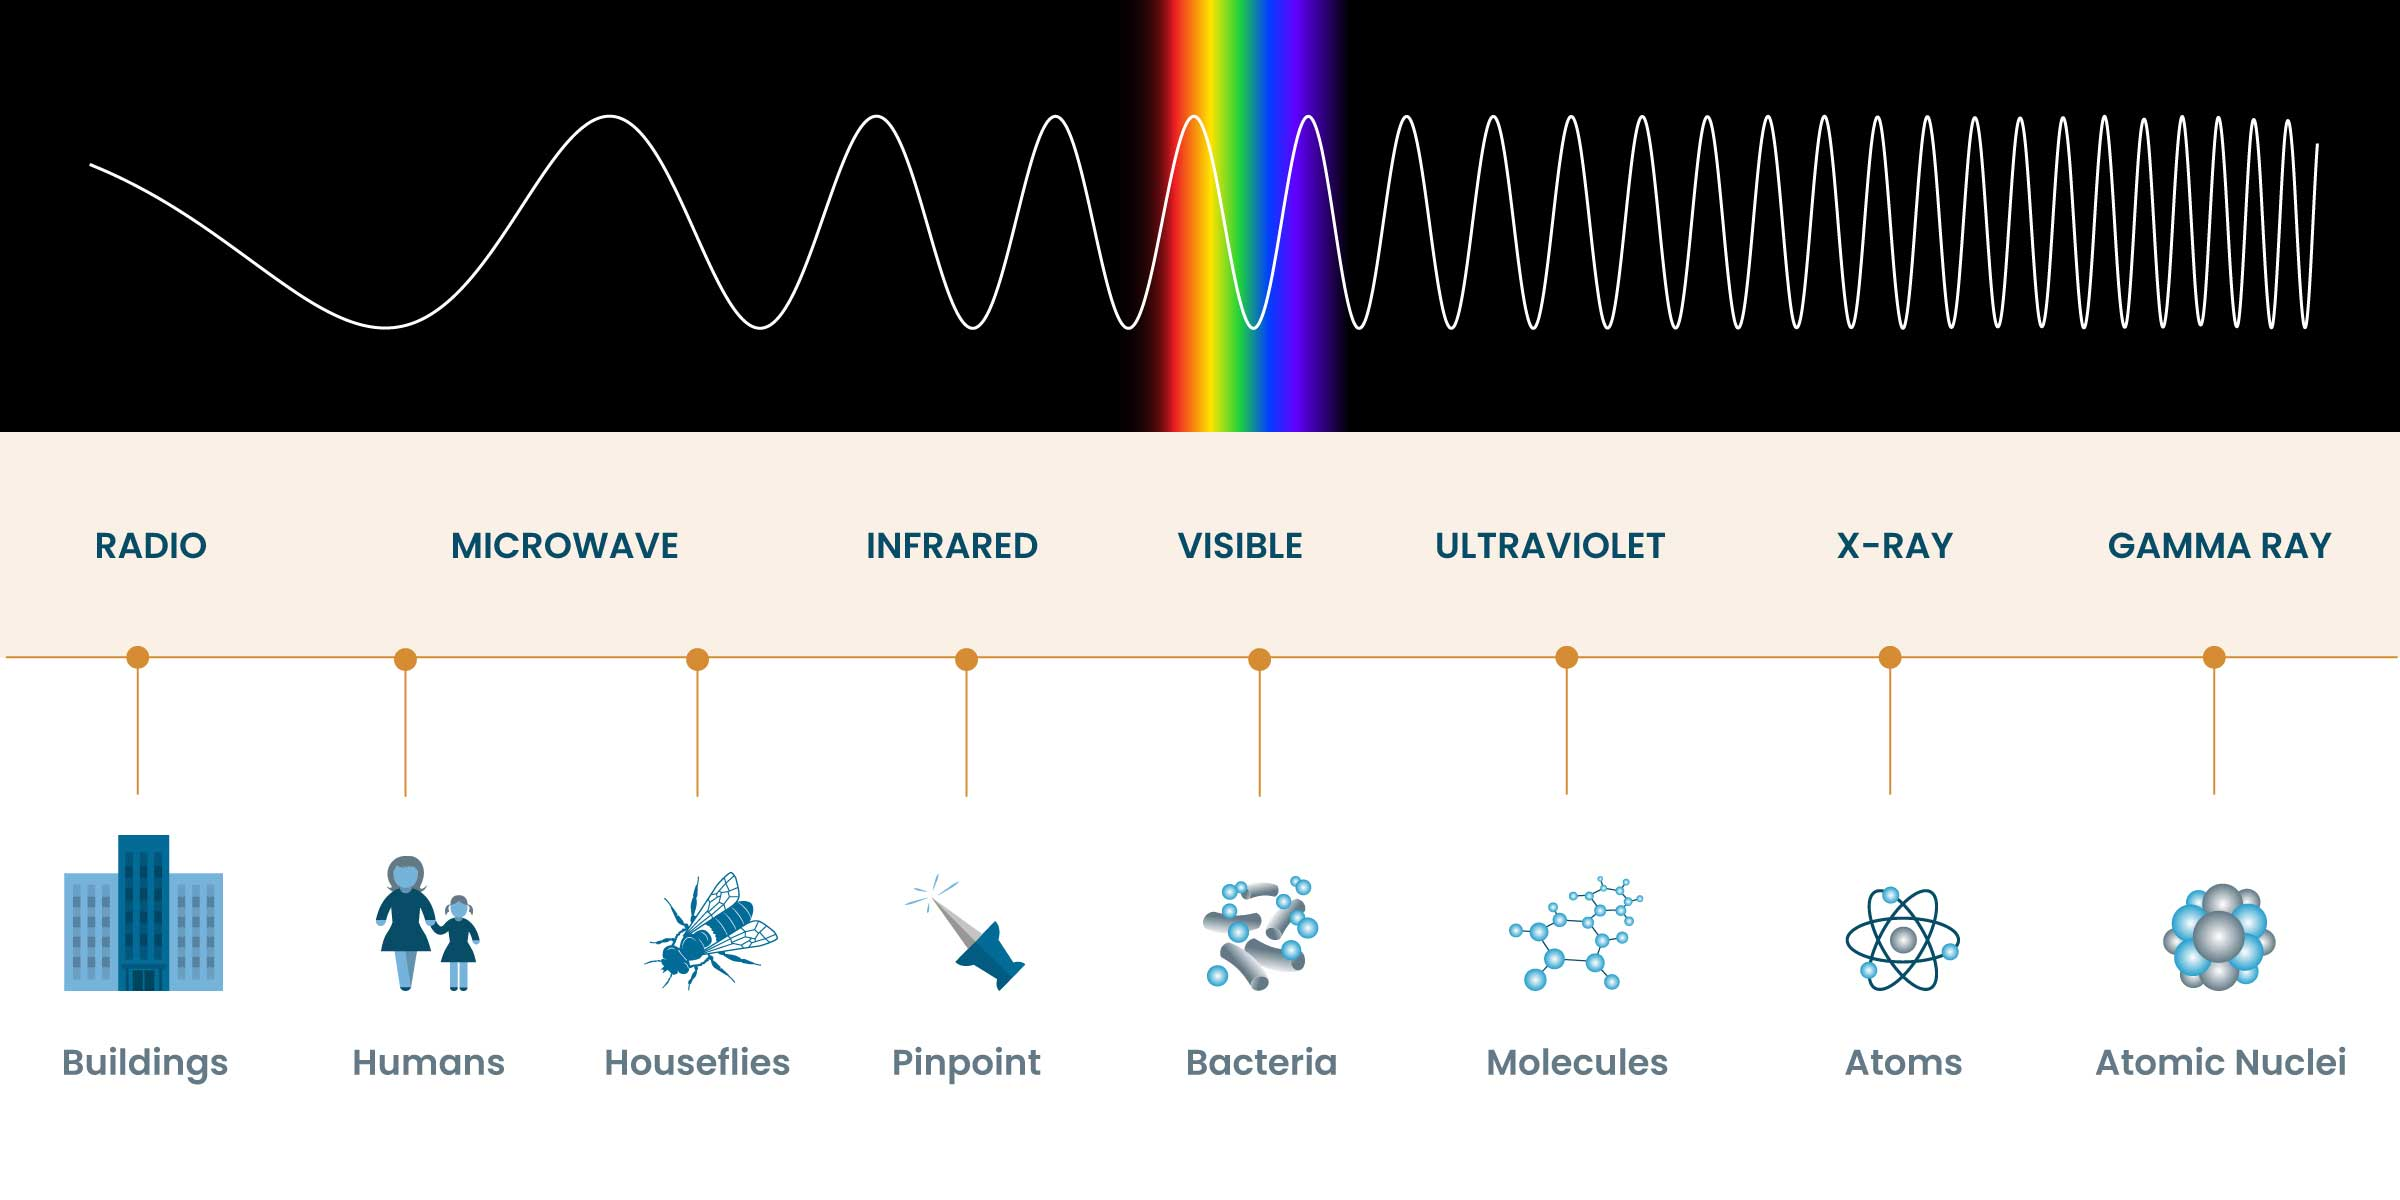 RADIO
MICROWAVE
INFRARED
VISIBLE
ULTRAVIOLET
X-RAY
GAMMA RAY
Buildings
Humans
Houseflies
Pinpoint
Bacteria
Molecules
Atoms
Atomic Nuclei